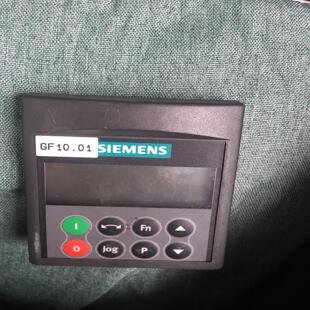 GF10.01 SIEMENS
I Fn
0 jog P